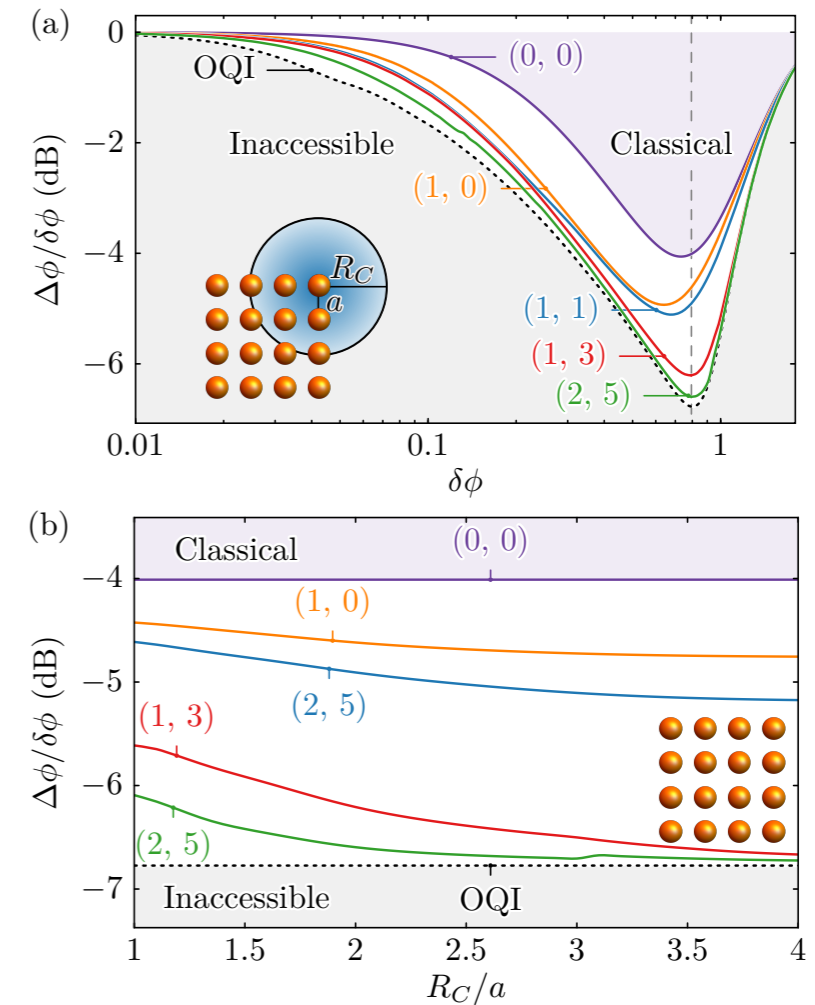 (a)
0
−2
−4
−6
Δϕ/δϕ (dB)
OQI
(0, 0)
Inaccessible
Classical
(1, 0)
R_C
a
(1, 1)
(1, 3)
(2, 5)
0.01
0.1
1
δϕ
(b)
−4
−5
−6
−7
Δϕ/δϕ (dB)
Classical
(0, 0)
(1, 0)
(2, 5)
(1, 3)
(2, 5)
Inaccessible
OQI
1
1.5
2
2.5
3
3.5
4
R_C/a